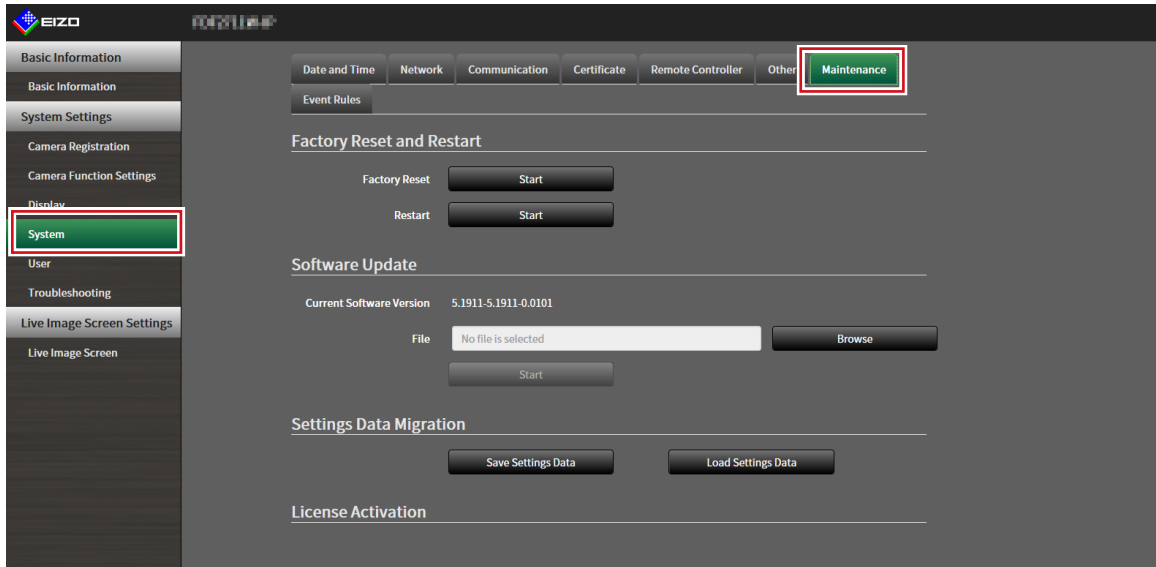 EIZO
Basic Information
Basic Information
System Settings
Camera Registration
Camera Function Settings
Display
System
User
Troubleshooting
Live Image Screen Settings
Live Image Screen
Date and Time Network Communication Certificate Remote Controller Other Maintenance
Event Rules
Factory Reset and Restart
Factory Reset Start
Restart Start
Software Update
Current Software Version 5.1911-5.1911-0.0101
File No file is selected Browse
Start
Settings Data Migration
Save Settings Data Load Settings Data
License Activation